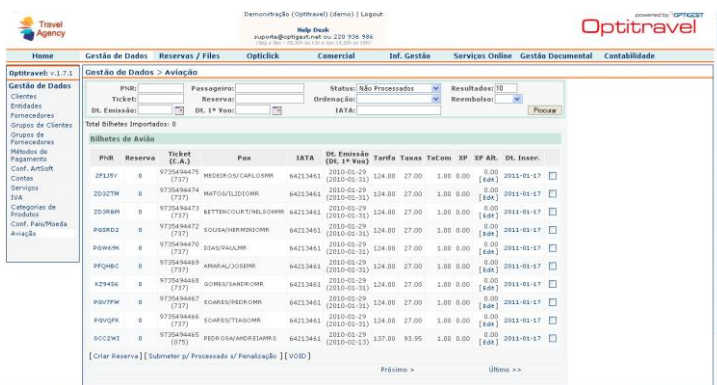 Travel
Agency
Demonstração (Optitravel) (demo) | Logout
Help Desk
suporte@optigest.net ou 220 936 986
powered by OPTIGEST
Optitravel
Home Gestão de Dados Reservas / Files Opticlick Comercial Inf. Gestão Serviços Online Gestão Documental Contabilidade
Optitravel: v.1.7.1
Gestão de Dados
Clientes
Entidades
Fornecedores
Grupos de Clientes
Grupos de
Fornecedores
Métodos de
Pagamento
Conf. ArtSoft
Contas
Serviços
IVA
Categorias de
Produtos
Conf. Pais/Moeda
Aviação
Gestão de Dados > Aviação
PNR: Passageiro: Status: Não Processados Resultados: 10
Ticket: Reserva: Ordenação: Reembolso:
Dt. Emissão: Dt. 1º Voo: IATA: Procurar
Total Bilhetes Importados: 0
Bilhetes de Avião
PNR Reserva Ticket (C.A.) Pax IATA Dt. Emissão (Dt. 1º Voo) Tarifa Taxas TxCom XP XP Alt. Dt. Inser.
ZP1JSY 0 9735494475 (737) MEDEIROS/CARLOSMR 64213461 2010-01-29 (2010-01-31) 124.00 27.00 1.00 0.00 0.00 [Edit] 2011-01-17
ZD3ZTM 0 9735494474 (737) MATOS/ILIDIOMR 64213461 2010-01-29 (2010-01-31) 124.00 27.00 1.00 0.00 0.00 [Edit] 2011-01-17
ZD3RBM 0 9735494473 (737) BETTENCOURT/NELSONMR 64213461 2010-01-29 (2010-01-31) 124.00 27.00 1.00 0.00 0.00 [Edit] 2011-01-17
PGSRD2 0 9735494472 (737) SOUSA/HERMINIOMR 64213461 2010-01-29 (2010-01-31) 124.00 27.00 1.00 0.00 0.00 [Edit] 2011-01-17
PGW69K 0 9735494470 (737) DIAS/PAULMR 64213461 2010-01-29 (2010-01-31) 124.00 27.00 1.00 0.00 0.00 [Edit] 2011-01-17
PFQHBC 0 9735494469 (737) AMARAL/JOSEMR 64213461 2010-01-29 (2010-01-31) 124.00 27.00 1.00 0.00 0.00 [Edit] 2011-01-17
KZ94S6 0 9735494468 (737) GOMES/SANDROMR 64213461 2010-01-29 (2010-01-31) 124.00 27.00 1.00 0.00 0.00 [Edit] 2011-01-17
PGV7FW 0 9735494467 (737) SOARES/PEDROMR 64213461 2010-01-29 (2010-01-31) 124.00 27.00 1.00 0.00 0.00 [Edit] 2011-01-17
PGVQFK 0 9735494466 (737) SOARES/TIAGOMR 64213461 2010-01-29 (2010-01-31) 124.00 27.00 1.00 0.00 0.00 [Edit] 2011-01-17
SCC2WI 0 9735494465 (075) PEDROSA/ANDREIAMRS 64213461 2010-01-29 (2010-02-13) 137.00 93.95 1.00 0.00 0.00 [Edit] 2011-01-17
[Criar Reserva] [Submeter p/ Processado s/ Penalização ] [VOID ]
Próximo > Último >>